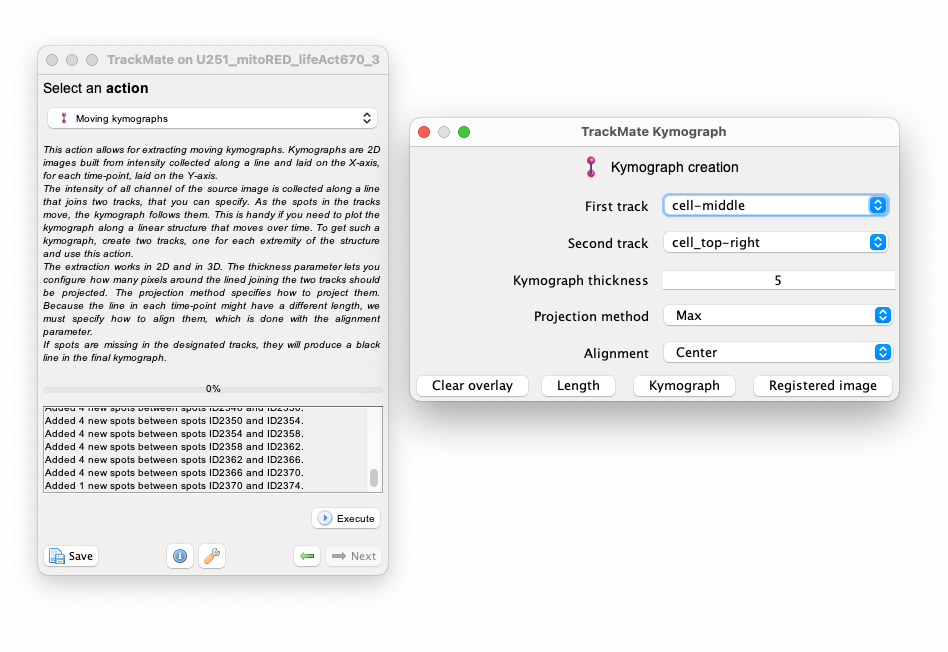 TrackMate on U251_mitoRED_lifeAct670_3
Select an action
Moving kymographs
This action allows for extracting moving kymographs. Kymographs are 2D
images built from intensity collected along a line and laid on the X-axis,
for each time-point, laid on the Y-axis.
The intensity of all channel of the source image is collected along a line
that joins two tracks, that you can specify. As the spots in the tracks
move, the kymograph follows them. This is handy if you need to plot the
kymograph along a linear structure that moves over time. To get such a
kymograph, create two tracks, one for each extremity of the structure
and use this action.
The extraction works in 2D and in 3D. The thickness parameter lets you
configure how many pixels around the lined joining the two tracks should
be projected. The projection method specifies how to project them.
Because the line in each time-point might have a different length, we
must specify how to align them, which is done with the alignment
parameter.
If spots are missing in the designated tracks, they will produce a black
line in the final kymograph.
0%
Added 4 new spots between spots ID2346 and ID2350.
Added 4 new spots between spots ID2350 and ID2354.
Added 4 new spots between spots ID2354 and ID2358.
Added 4 new spots between spots ID2358 and ID2362.
Added 4 new spots between spots ID2362 and ID2366.
Added 4 new spots between spots ID2366 and ID2370.
Added 1 new spots between spots ID2370 and ID2374.
Execute
Save
Next
TrackMate Kymograph
Kymograph creation
First track cell-middle
Second track cell_top-right
Kymograph thickness 5
Projection method Max
Alignment Center
Clear overlay Length Kymograph Registered image